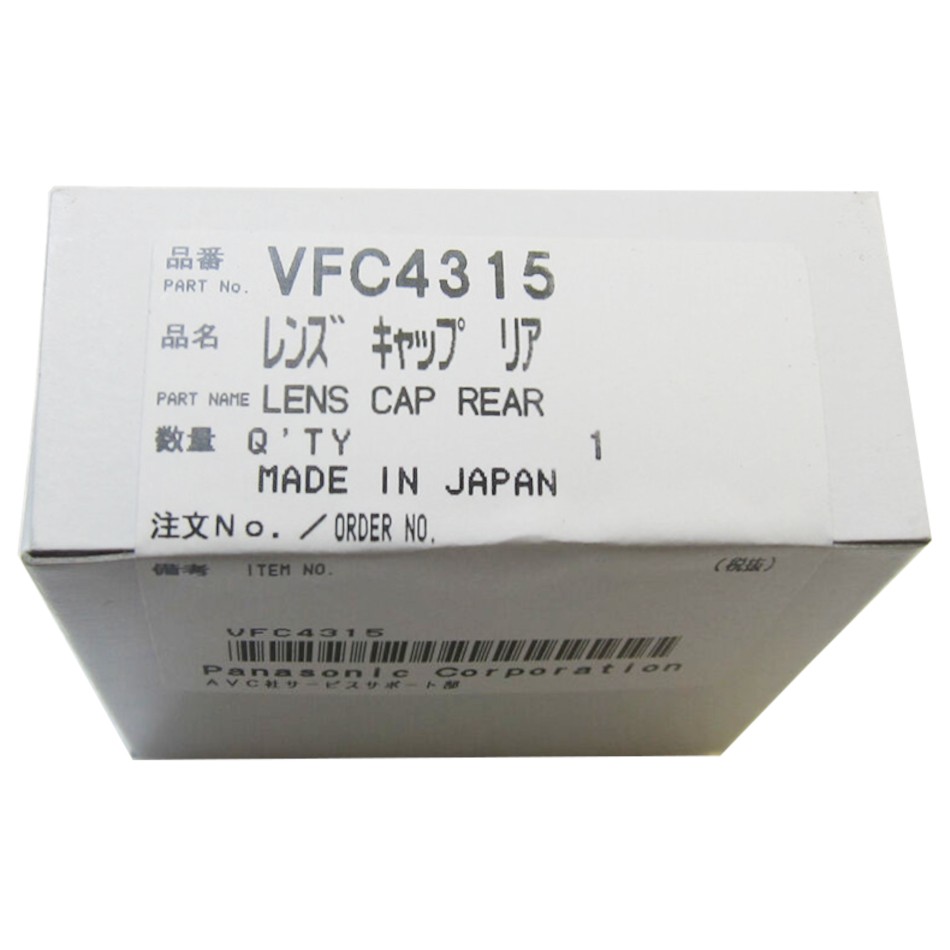 品番 VFC4315
PART No.
品名 レンズ キャップ リア
PART NAME LENS CAP REAR
数量 Q'TY 1
MADE IN JAPAN
注文No./ORDER NO.
備考 ITEM NO. (税抜)
VFC4315
Panasonic Corporation
AVC社サービスサポート部